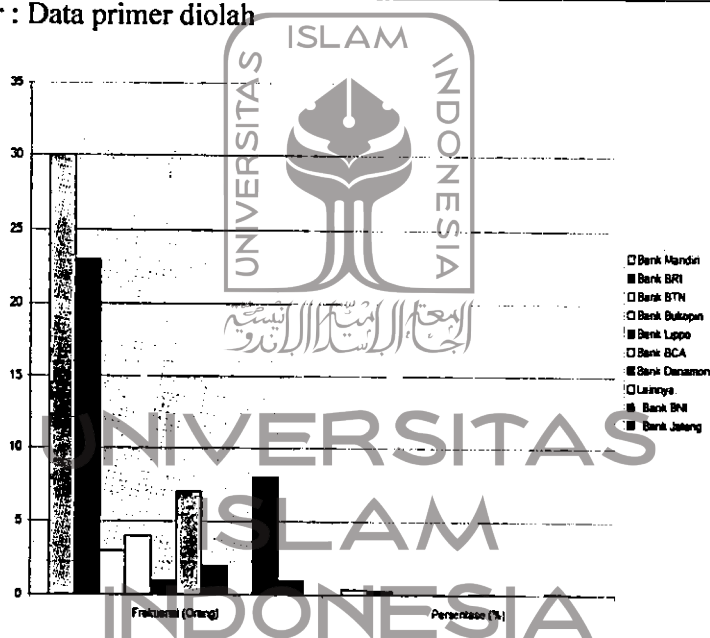 : Data primer diolah
ISLAM
UNIVERSITAS
INDONESIA
35
30
25
20
15
10
5
0
Frekuensi (Orang)
Persentase (%)
Bank Mandiri
Bank BRI
Bank BTN
Bank Bukopin
Bank Lippo
Bank BCA
Bank Danamon
Lainnya
Bank BNI
Bank Jateng
UNIVERSITAS
ISLAM
INDONESIA